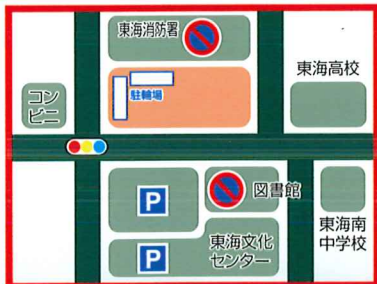 東海消防署
東海高校
コン
ビニ
駐輪場
P
図書館
東海南
中学校
東海文化
センター
P